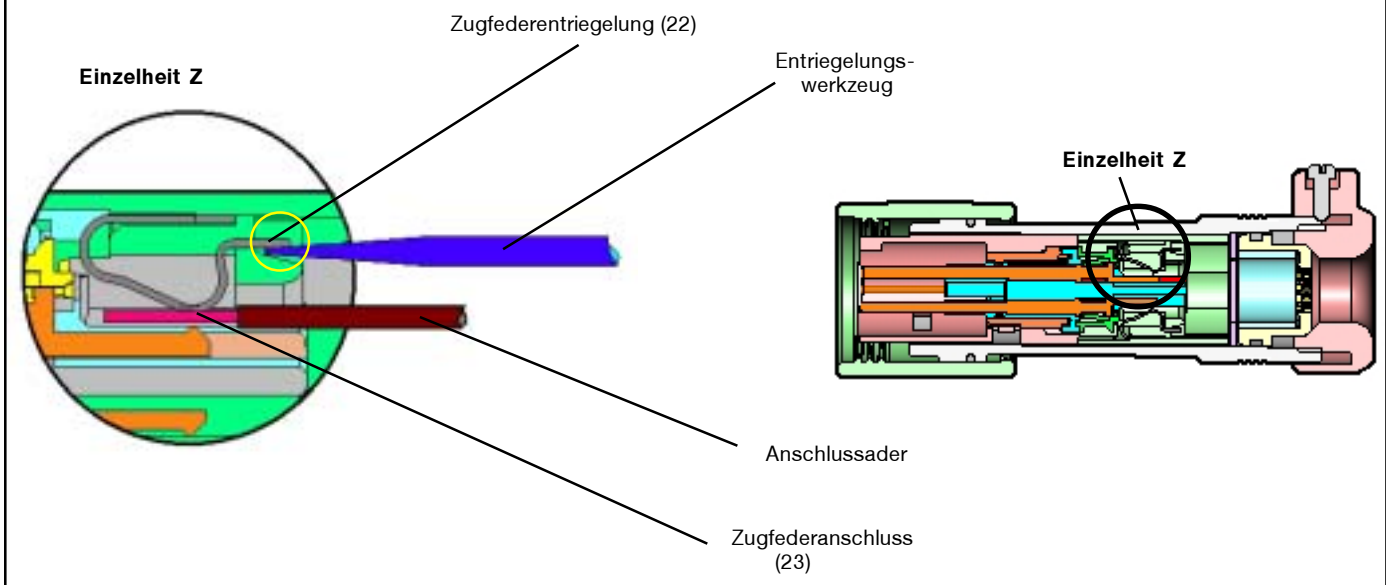 Zugfederentriegelung (22)
Entriegelungs-
werkzeug
Einzelheit Z
Einzelheit Z
Anschlussader
Zugfederanschluss
(23)